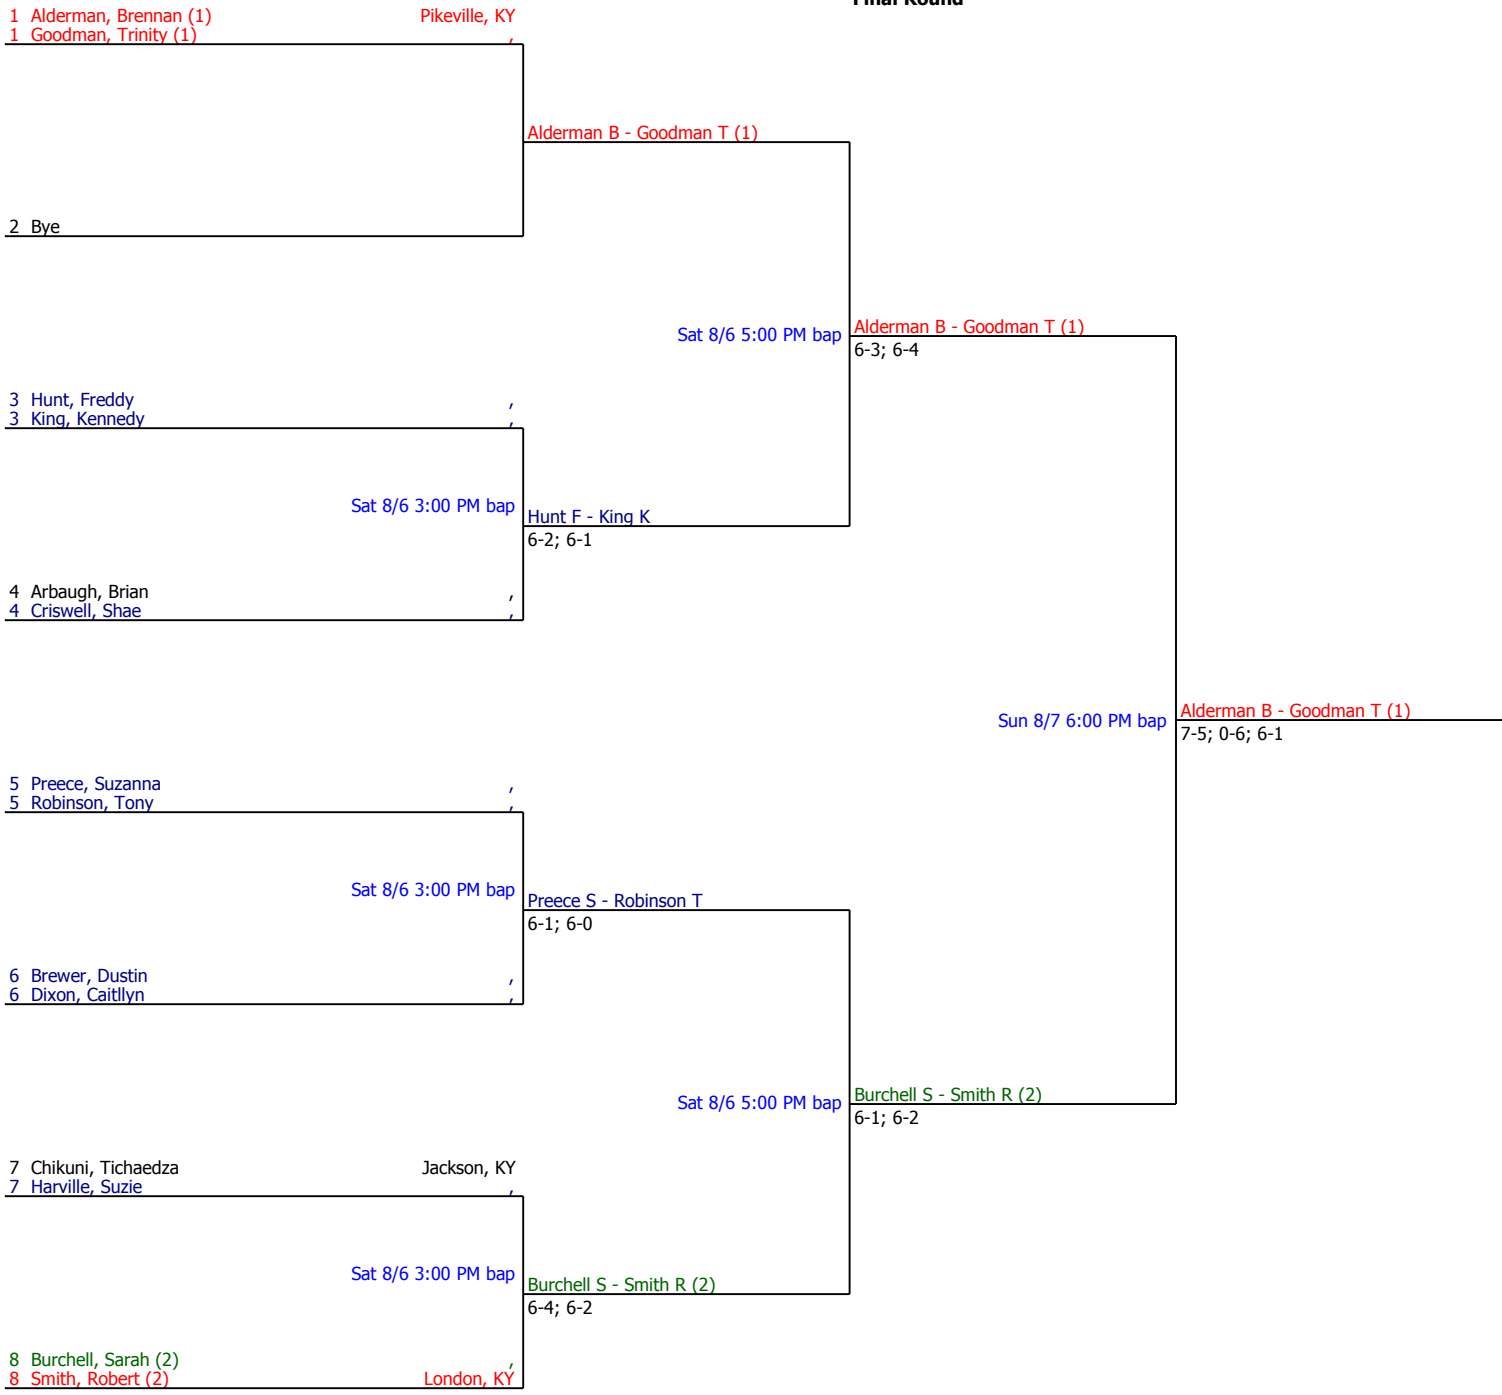 Final Round
1 Alderman, Brennan (1) Pikeville, KY
1 Goodman, Trinity (1) ,
Alderman B - Goodman T (1)
2 Bye
Sat 8/6 5:00 PM bap
Alderman B - Goodman T (1)
6-3; 6-4
3 Hunt, Freddy ,
3 King, Kennedy ,
Sat 8/6 3:00 PM bap
Hunt F - King K
6-2; 6-1
4 Arbaugh, Brian ,
4 Criswell, Shae ,
Sun 8/7 6:00 PM bap
Alderman B - Goodman T (1)
7-5; 0-6; 6-1
5 Preece, Suzanna ,
5 Robinson, Tony ,
Sat 8/6 3:00 PM bap
Preece S - Robinson T
6-1; 6-0
6 Brewer, Dustin ,
6 Dixon, Caitllyn ,
Sat 8/6 5:00 PM bap
Burchell S - Smith R (2)
6-1; 6-2
7 Chikuni, Tichaedza Jackson, KY
7 Harville, Suzie ,
Sat 8/6 3:00 PM bap
Burchell S - Smith R (2)
6-4; 6-2
8 Burchell, Sarah (2) ,
8 Smith, Robert (2) London, KY